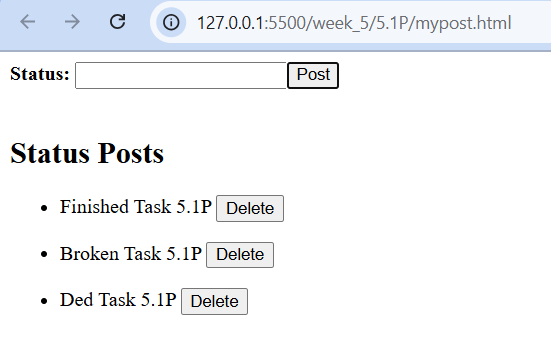 127.0.0.1:5500/week_5/5.1P/mypost.html
Status: Post
Status Posts
Finished Task 5.1P Delete
Broken Task 5.1P Delete
Ded Task 5.1P Delete